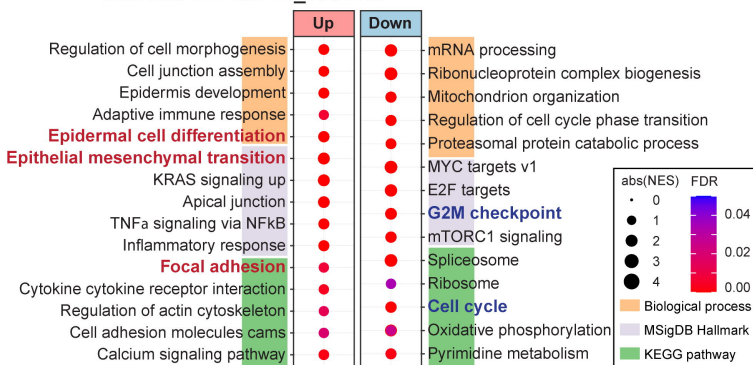 Up
Down
Regulation of cell morphogenesis
Cell junction assembly
Epidermis development
Adaptive immune response
Epidermal cell differentiation
Epithelial mesenchymal transition
KRAS signaling up
Apical junction
TNFa signaling via NFkB
Inflammatory response
Focal adhesion
Cytokine cytokine receptor interaction
Regulation of actin cytoskeleton
Cell adhesion molecules cams
Calcium signaling pathway
mRNA processing
Ribonucleoprotein complex biogenesis
Mitochondrion organization
Regulation of cell cycle phase transition
Proteasomal protein catabolic process
MYC targets v1
E2F targets
G2M checkpoint
mTORC1 signaling
Spliceosome
Ribosome
Cell cycle
Oxidative phosphorylation
Pyrimidine metabolism
abs(NES)
0
1
2
3
4
FDR
0.04
0.02
0.00
Biological process
MSigDB Hallmark
KEGG pathway